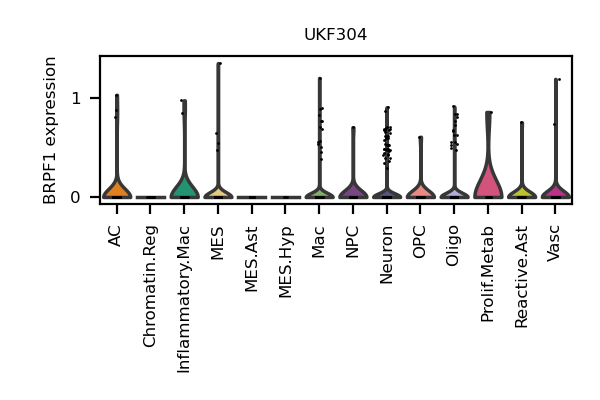 UKF304
BRPF1 expression
1
0
AC
Chromatin.Reg
Inflammatory.Mac
MES
MES.Ast
MES.Hyp
Mac
NPC
Neuron
OPC
Oligo
Prolif.Metab
Reactive.Ast
Vasc